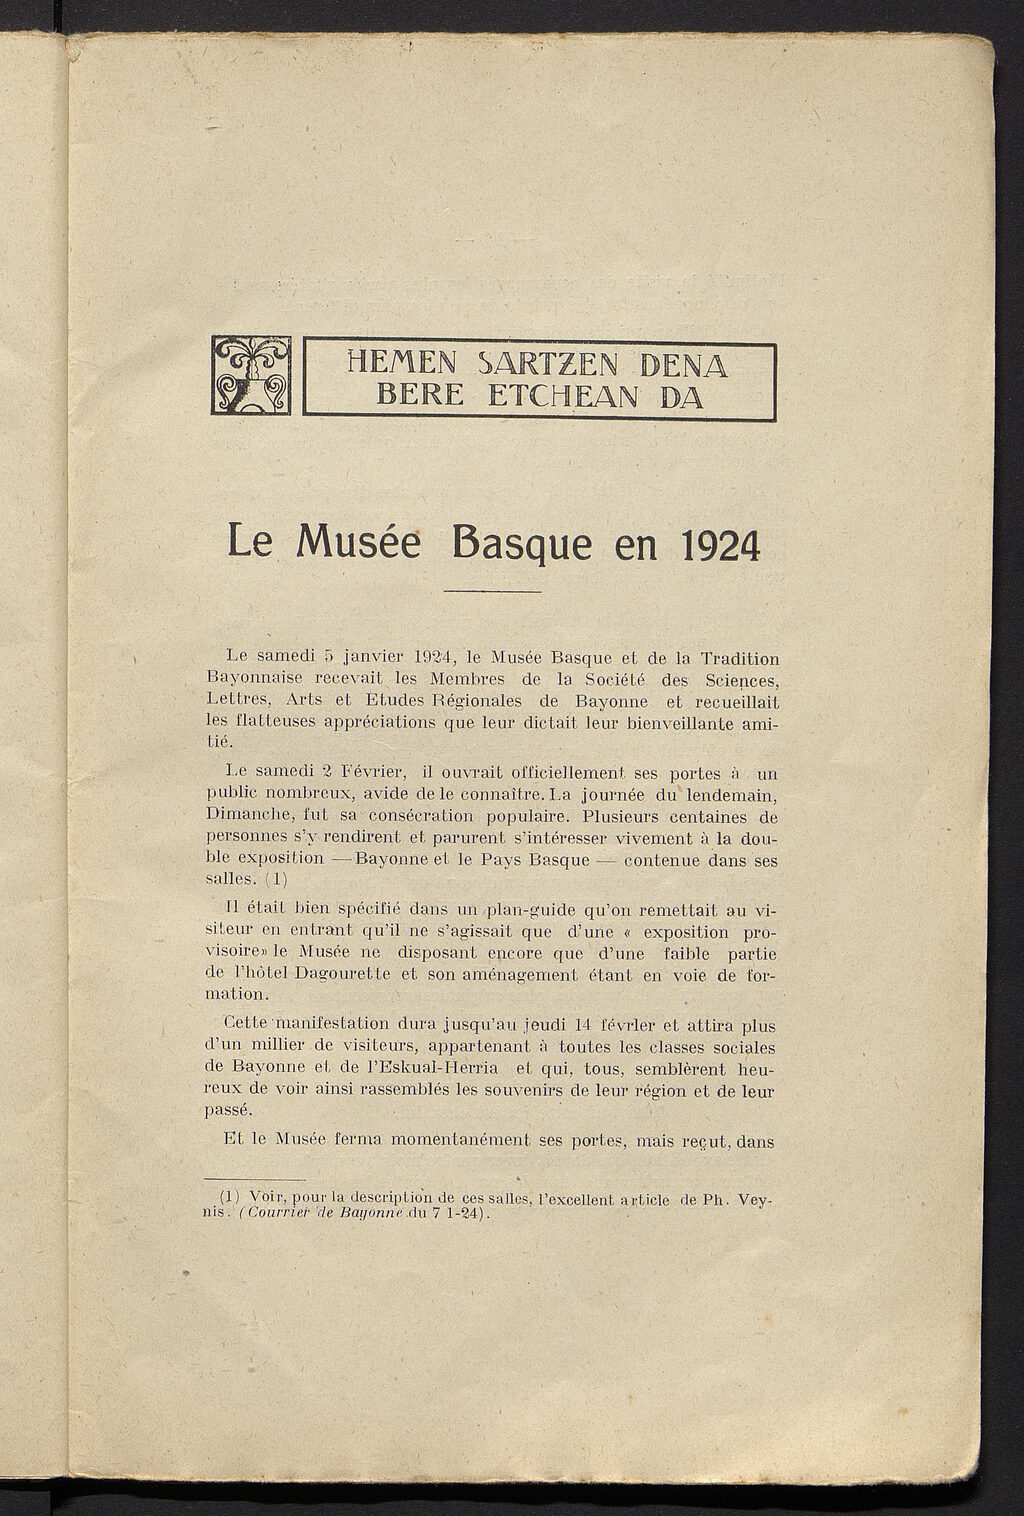 HEMEN SARTZEN DENA
BERE ETCHEAN DA
Le Musée Basque en 1924
Le samedi 5 janvier 1924, le Musée Basque et de la Tradition
Bayonnaise recevait les Membres de la Société des Sciences,
Lettres, Arts et Etudes Régionales de Bayonne et recueillait
les flatteuses appréciations que leur dictait leur bienveillante ami-
tié.
Le samedi 2 Février, il ouvrait officiellement ses portes à un
public nombreux, avide de le connaître. La journée du lendemain,
Dimanche, fut sa consécration populaire. Plusieurs centaines de
personnes s'y rendirent et parurent s'intéresser vivement à la dou-
ble exposition — Bayonne et le Pays Basque — contenue dans ses
salles. (1)
Il était bien spécifié dans un plan-guide qu'on remettait au vi-
siteur en entrant qu'il ne s'agissait que d'une « exposition pro-
visoire» le Musée ne disposant encore que d'une faible partie
de l'hôtel Dagourette et son aménagement étant en voie de for-
mation.
Cette manifestation dura jusqu'au jeudi 14 févrler et attira plus
d'un millier de visiteurs, appartenant à toutes les classes sociales
de Bayonne et de l'Eskual-Herria et qui, tous, semblèrent heu-
reux de voir ainsi rassemblés les souvenirs de leur région et de leur
passé.
Et le Musée ferma momentanément ses portes, mais reçut, dans
(1) Voir, pour la description de ces salles, l'excellent article de Ph. Vey-
nis. (Courrier de Bayonne du 7 1-24).